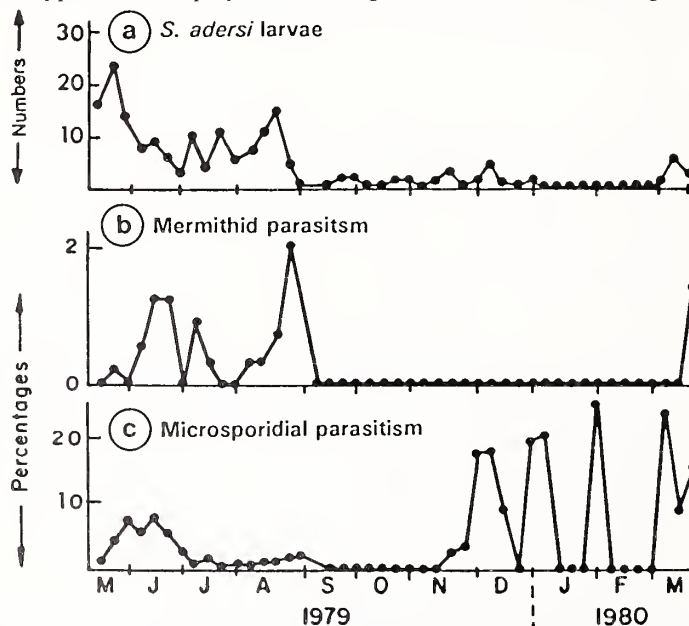 30
20
10
Numbers
a S. adersi larvae
b Mermithid parasitsm
2
0
Percentages
c Microsporidial parasitism
20
10
M J J A S O N D J F M
1979 1980